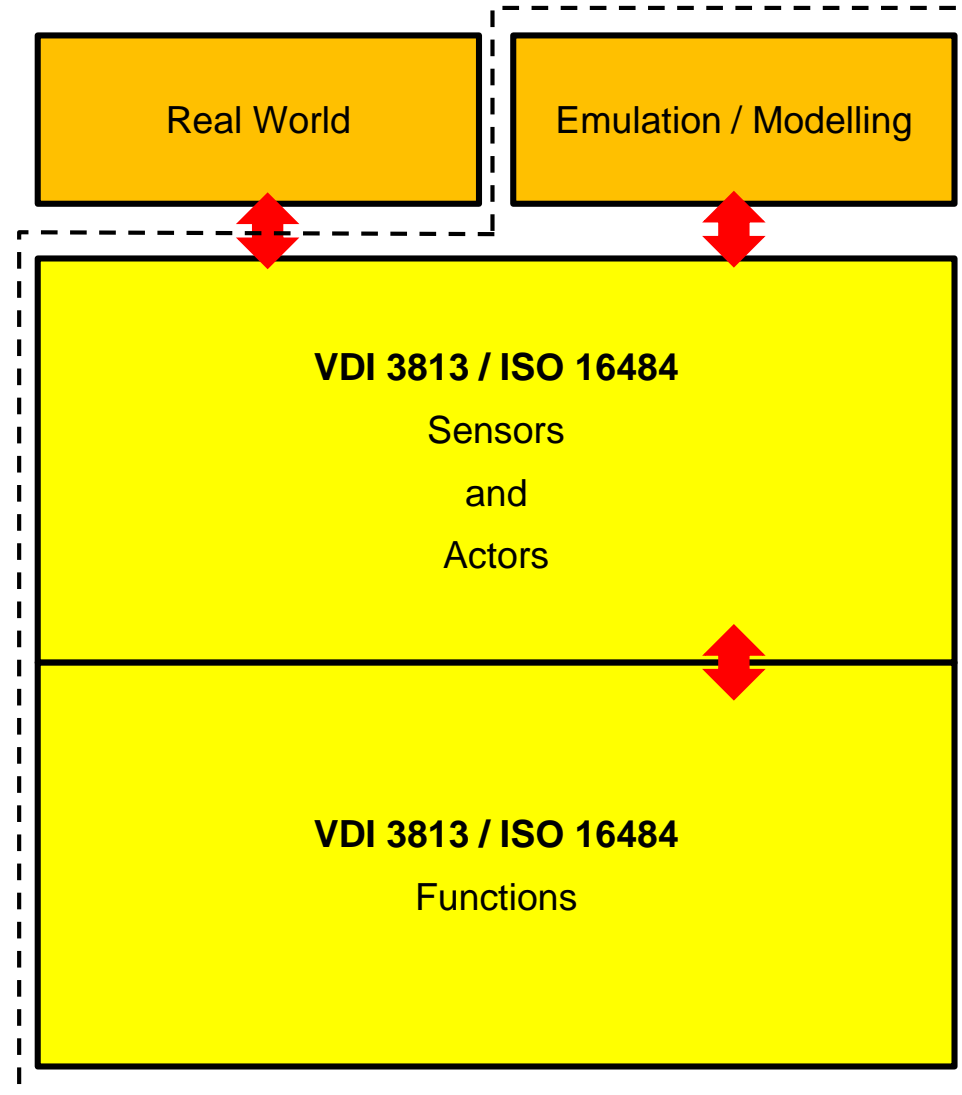 Real World
Emulation / Modelling
VDI 3813 / ISO 16484
Sensors
and
Actors
VDI 3813 / ISO 16484
Functions